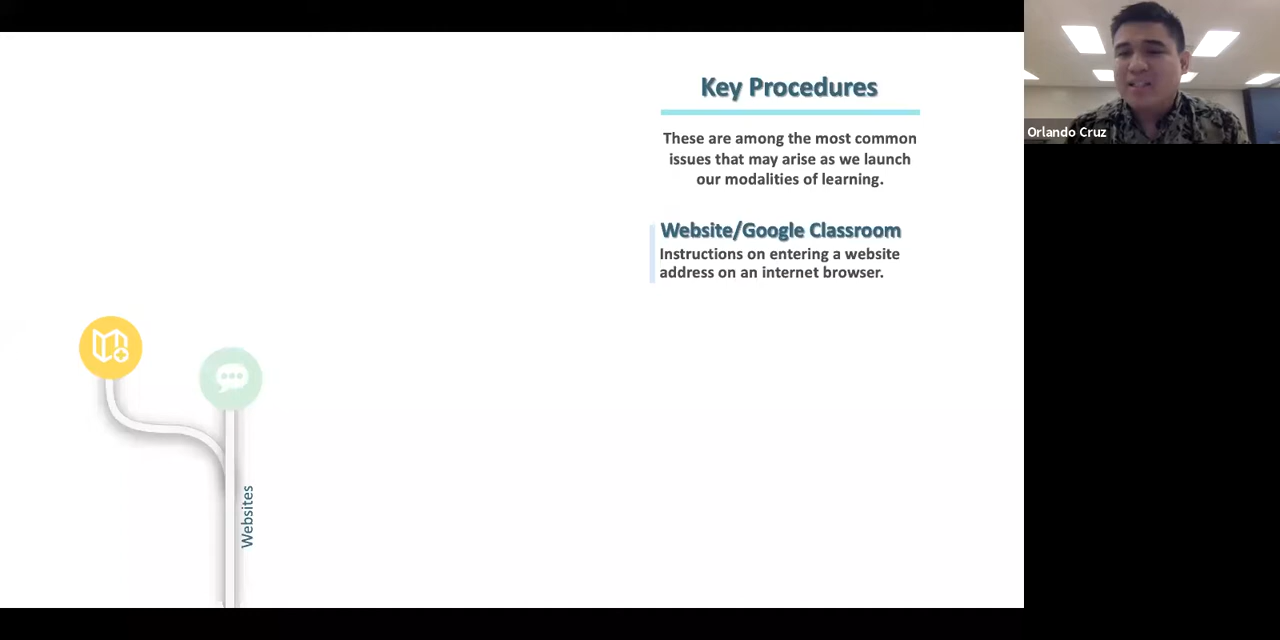 Key Procedures
These are among the most common
issues that may arise as we launch
our modalities of learning.
Website/Google Classroom
Instructions on entering a website
address on an internet browser.
Websites
Orlando Cruz